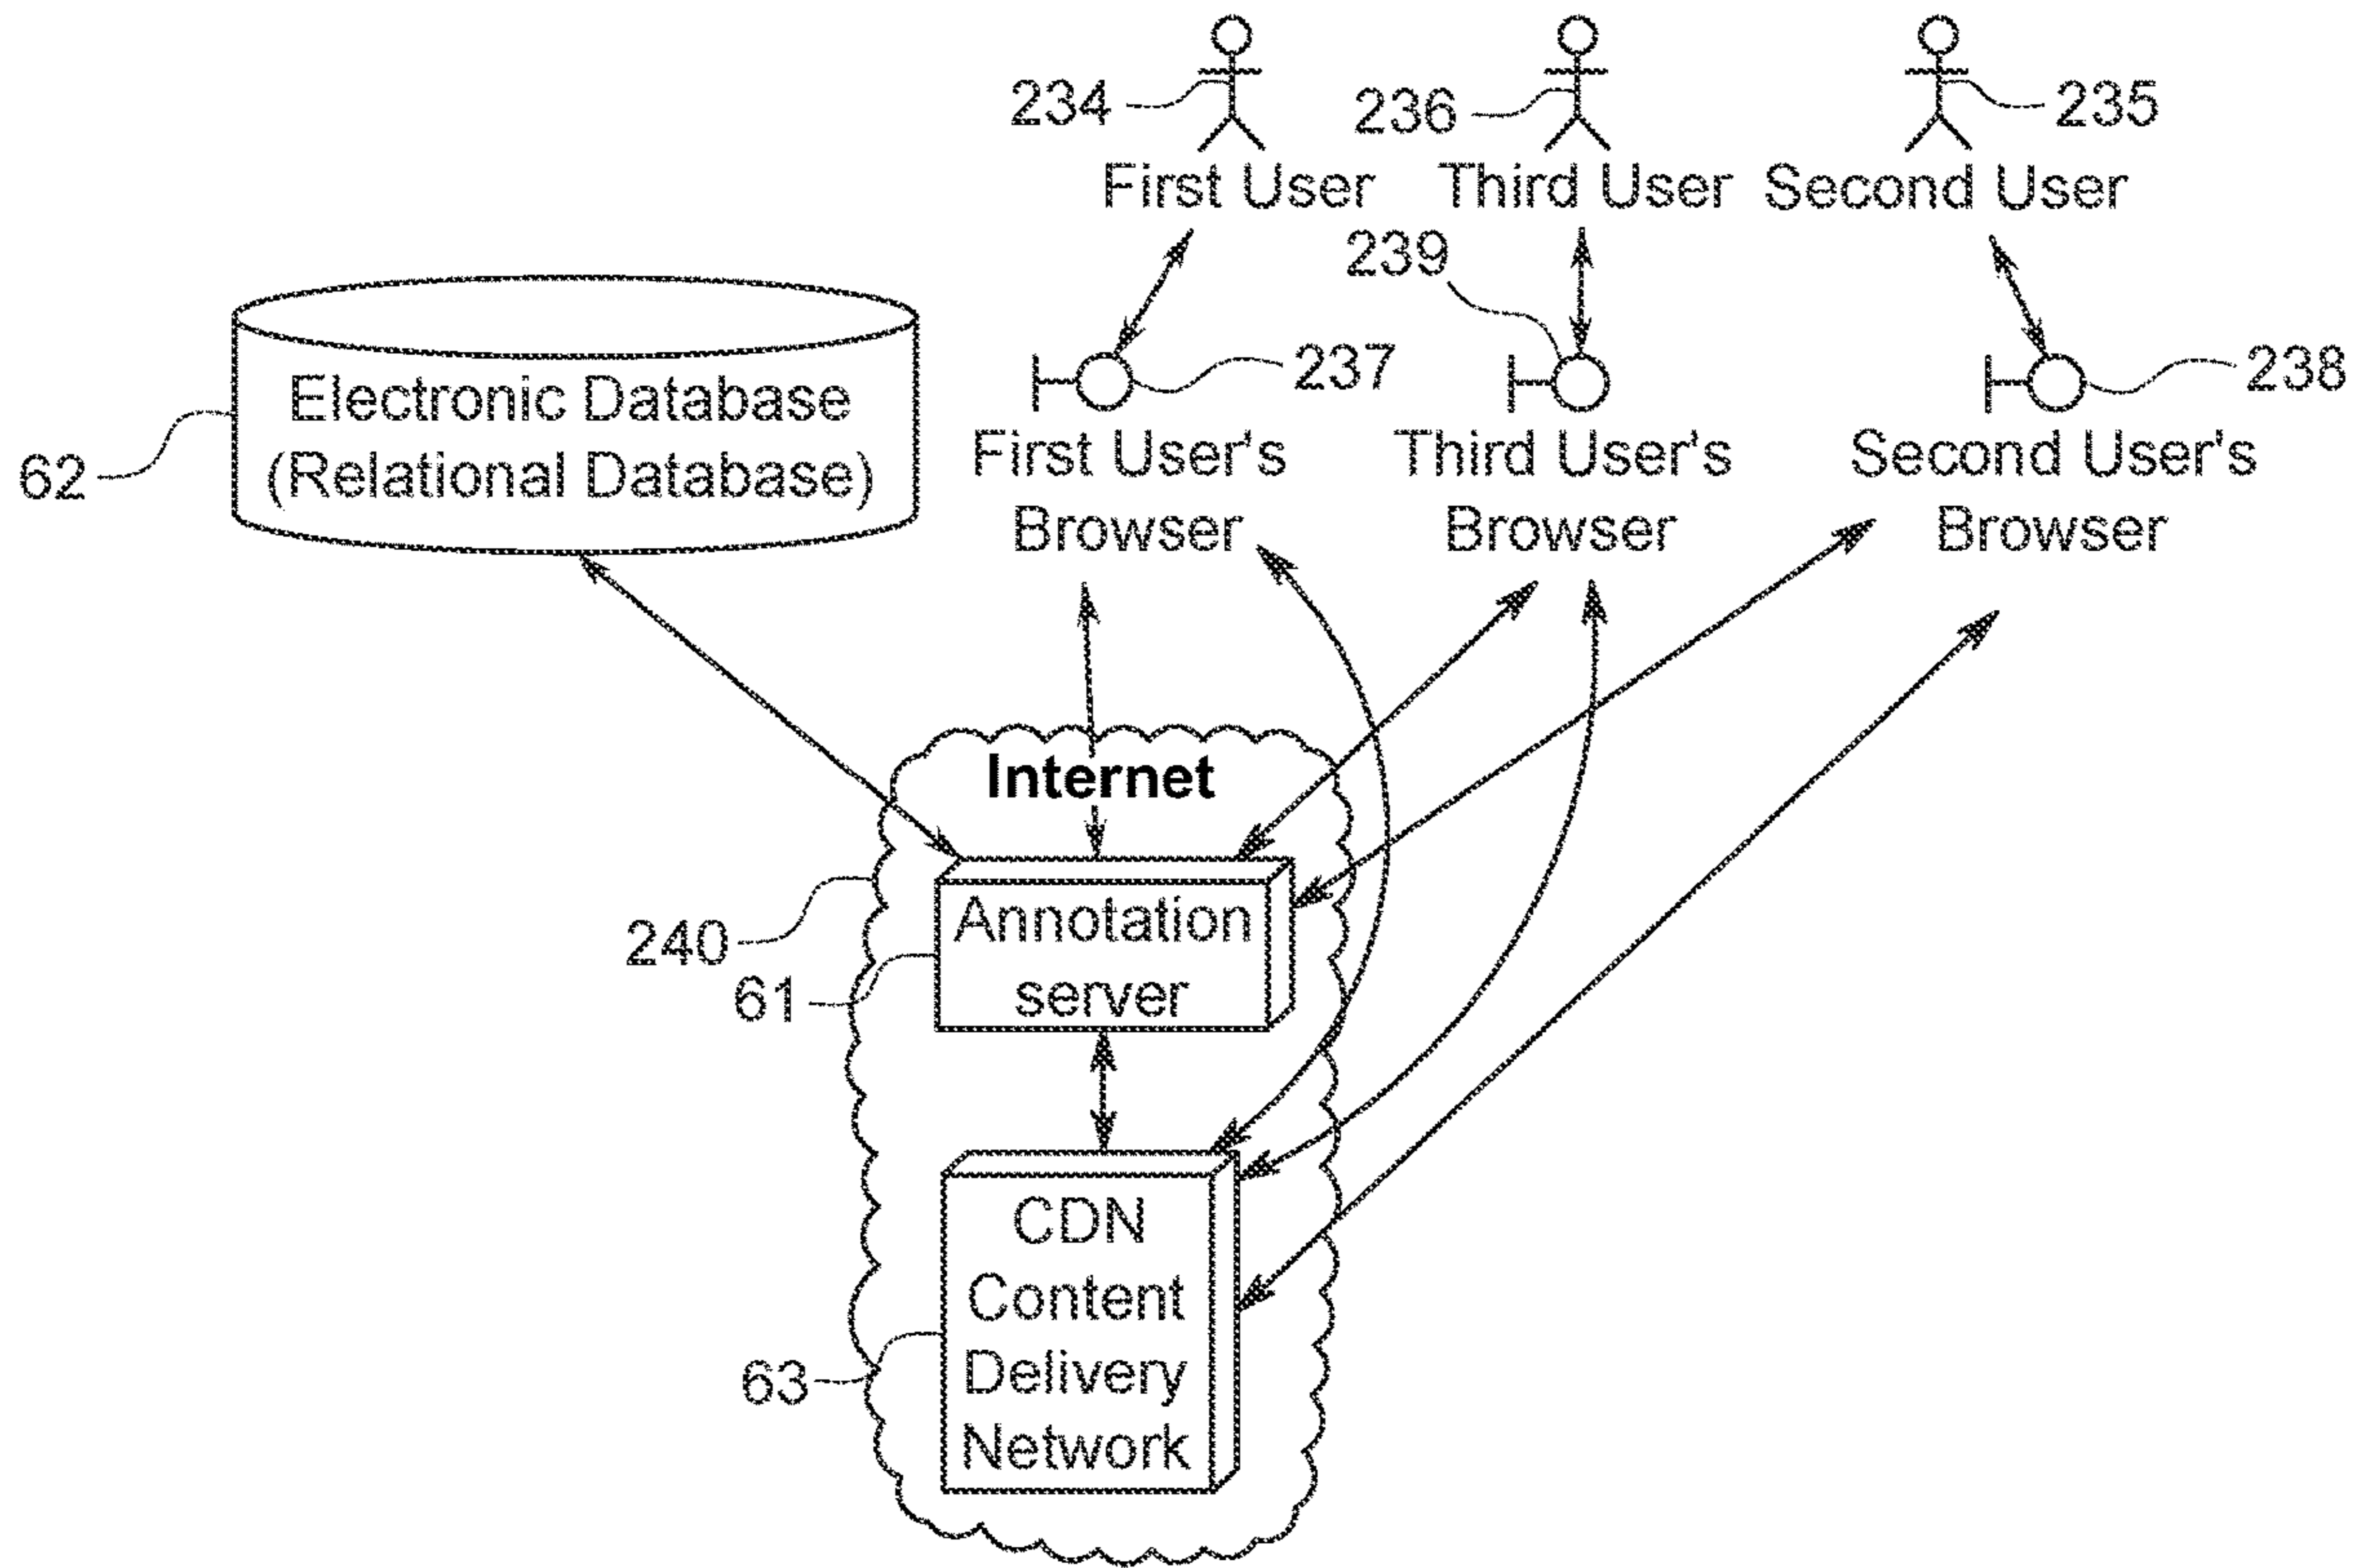 234
236
235
First User
Third User
Second User
239
237
238
Electronic Database
(Relational Database)
62
First User's
Browser
Third User's
Browser
Second User's
Browser
Internet
240
Annotation
server
61
CDN
Content
Delivery
Network
63